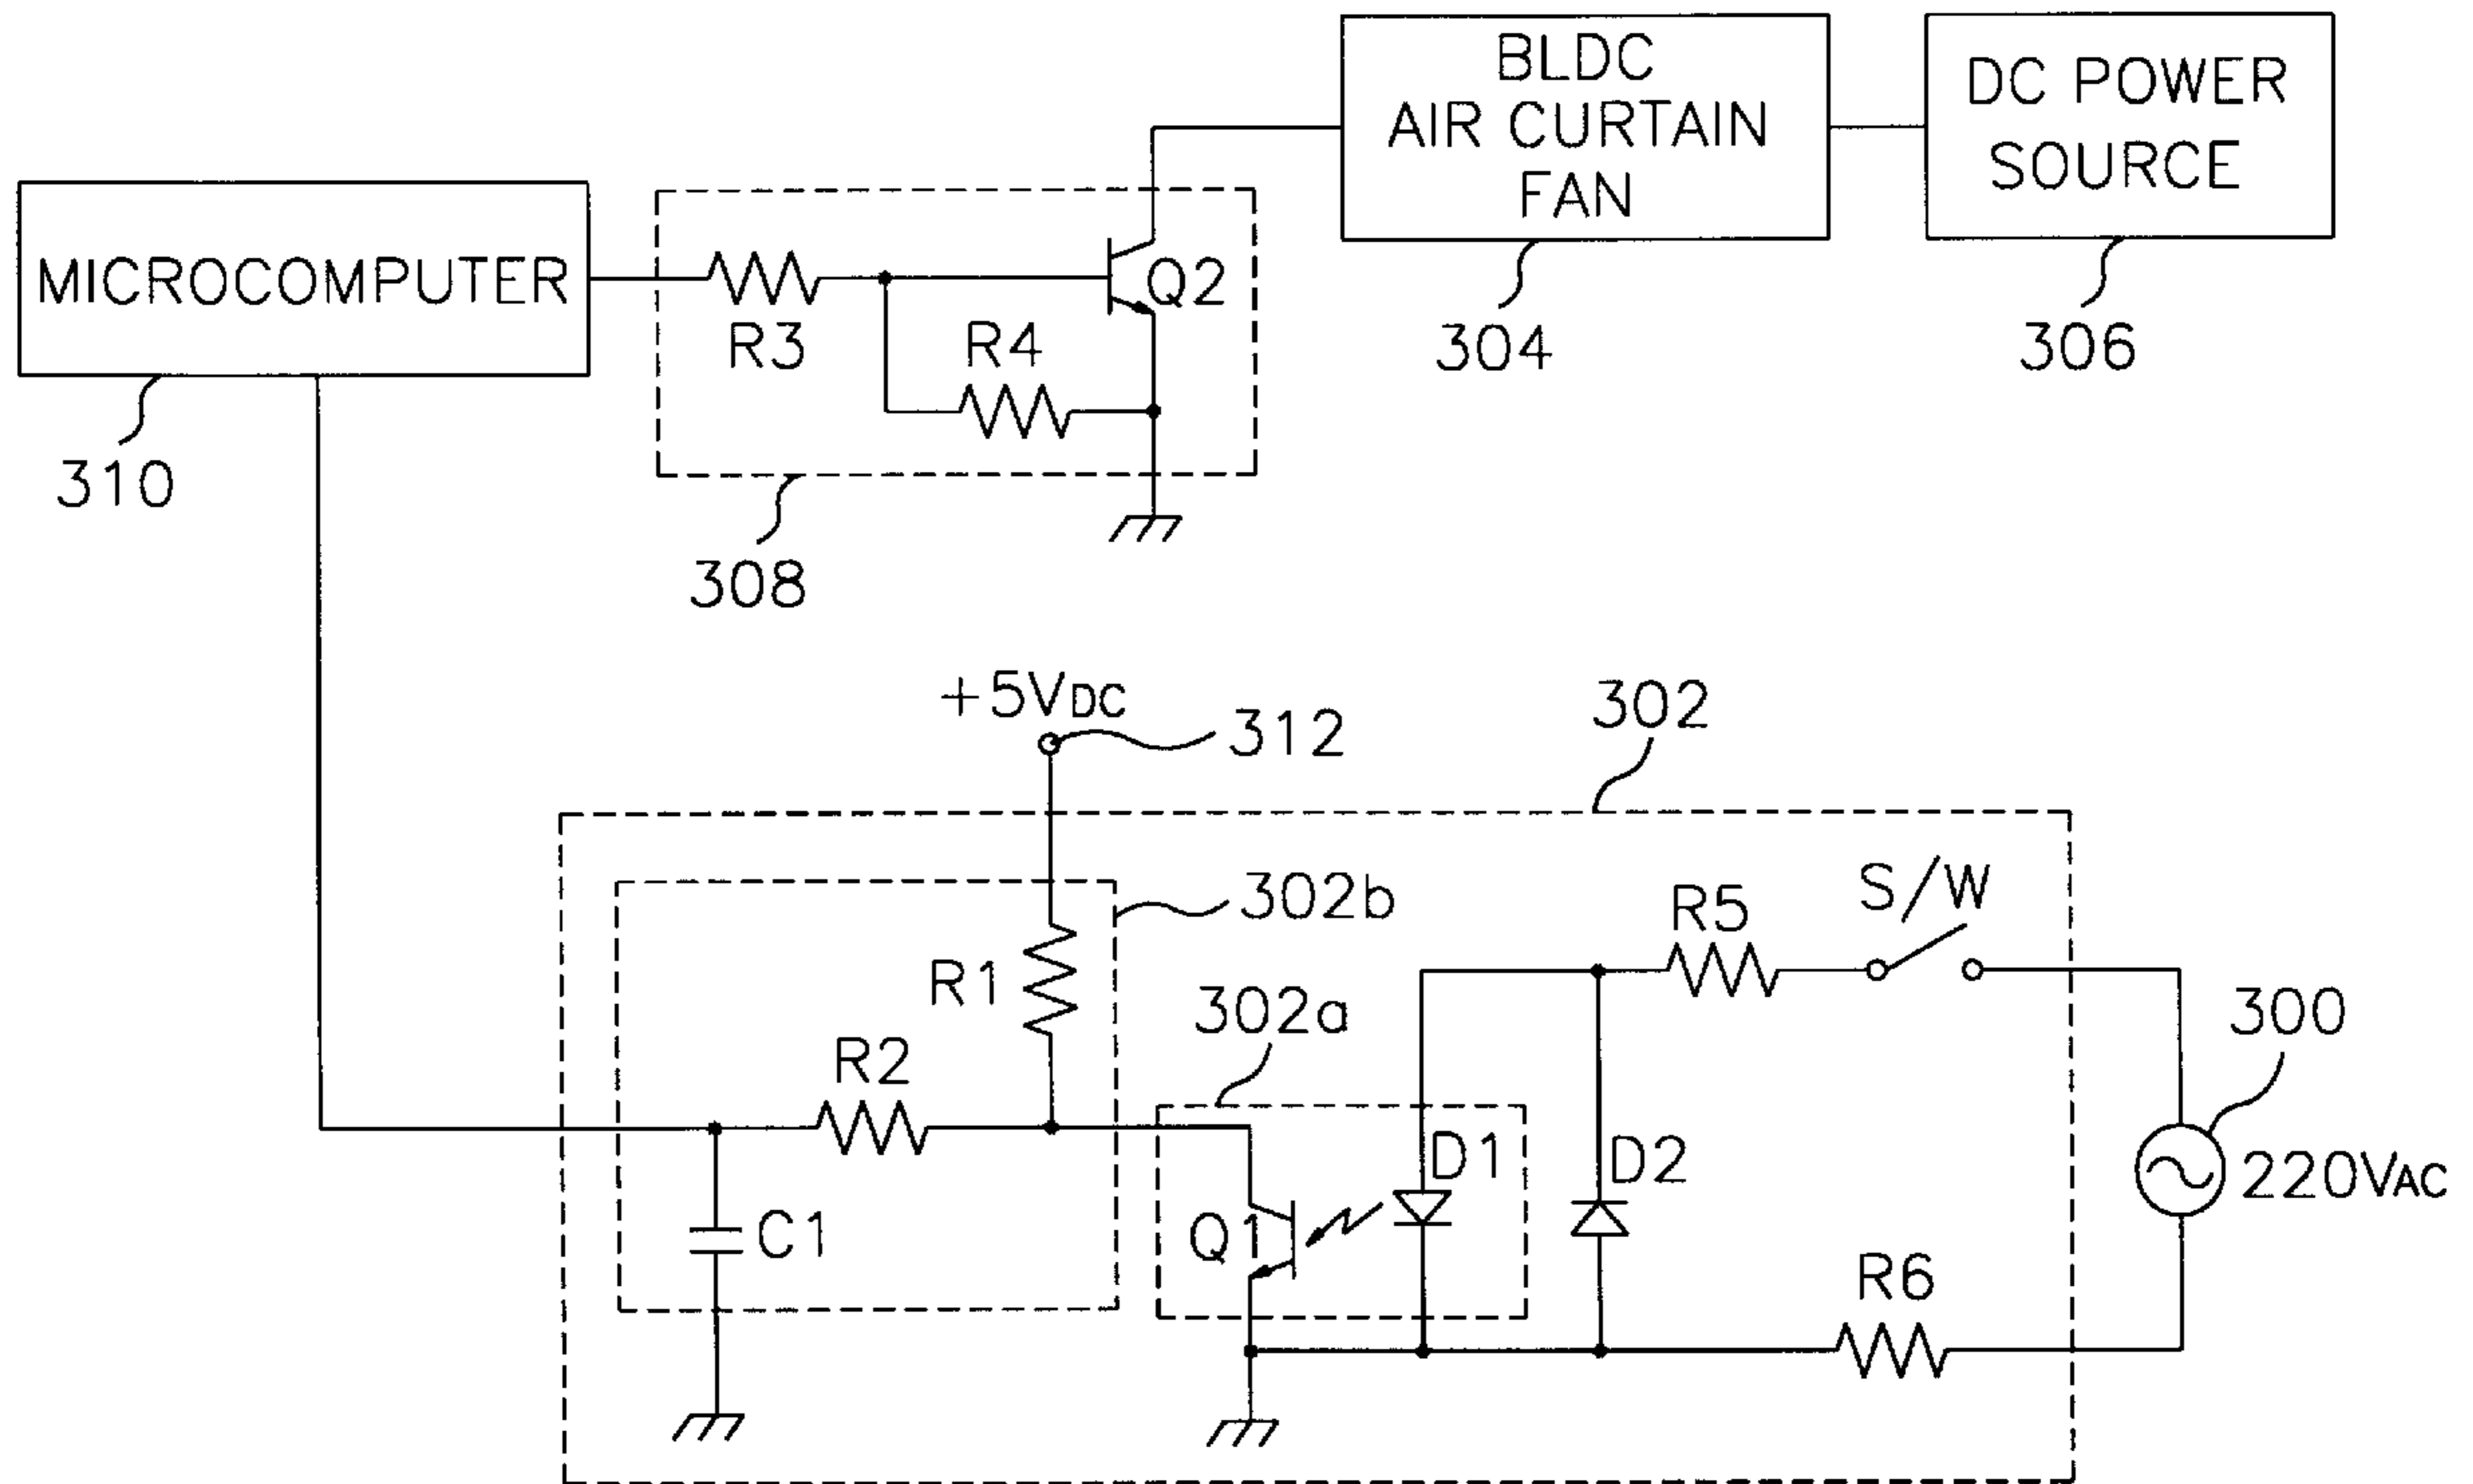 BLDC
AIR CURTAIN
FAN
DC POWER
SOURCE
MICROCOMPUTER
Q2
R3
R4
304
306
310
308
+5VDC
312
302
302b
R5
S/W
R1
302a
300
R2
D1
D2
220VAC
Q1
C1
R6